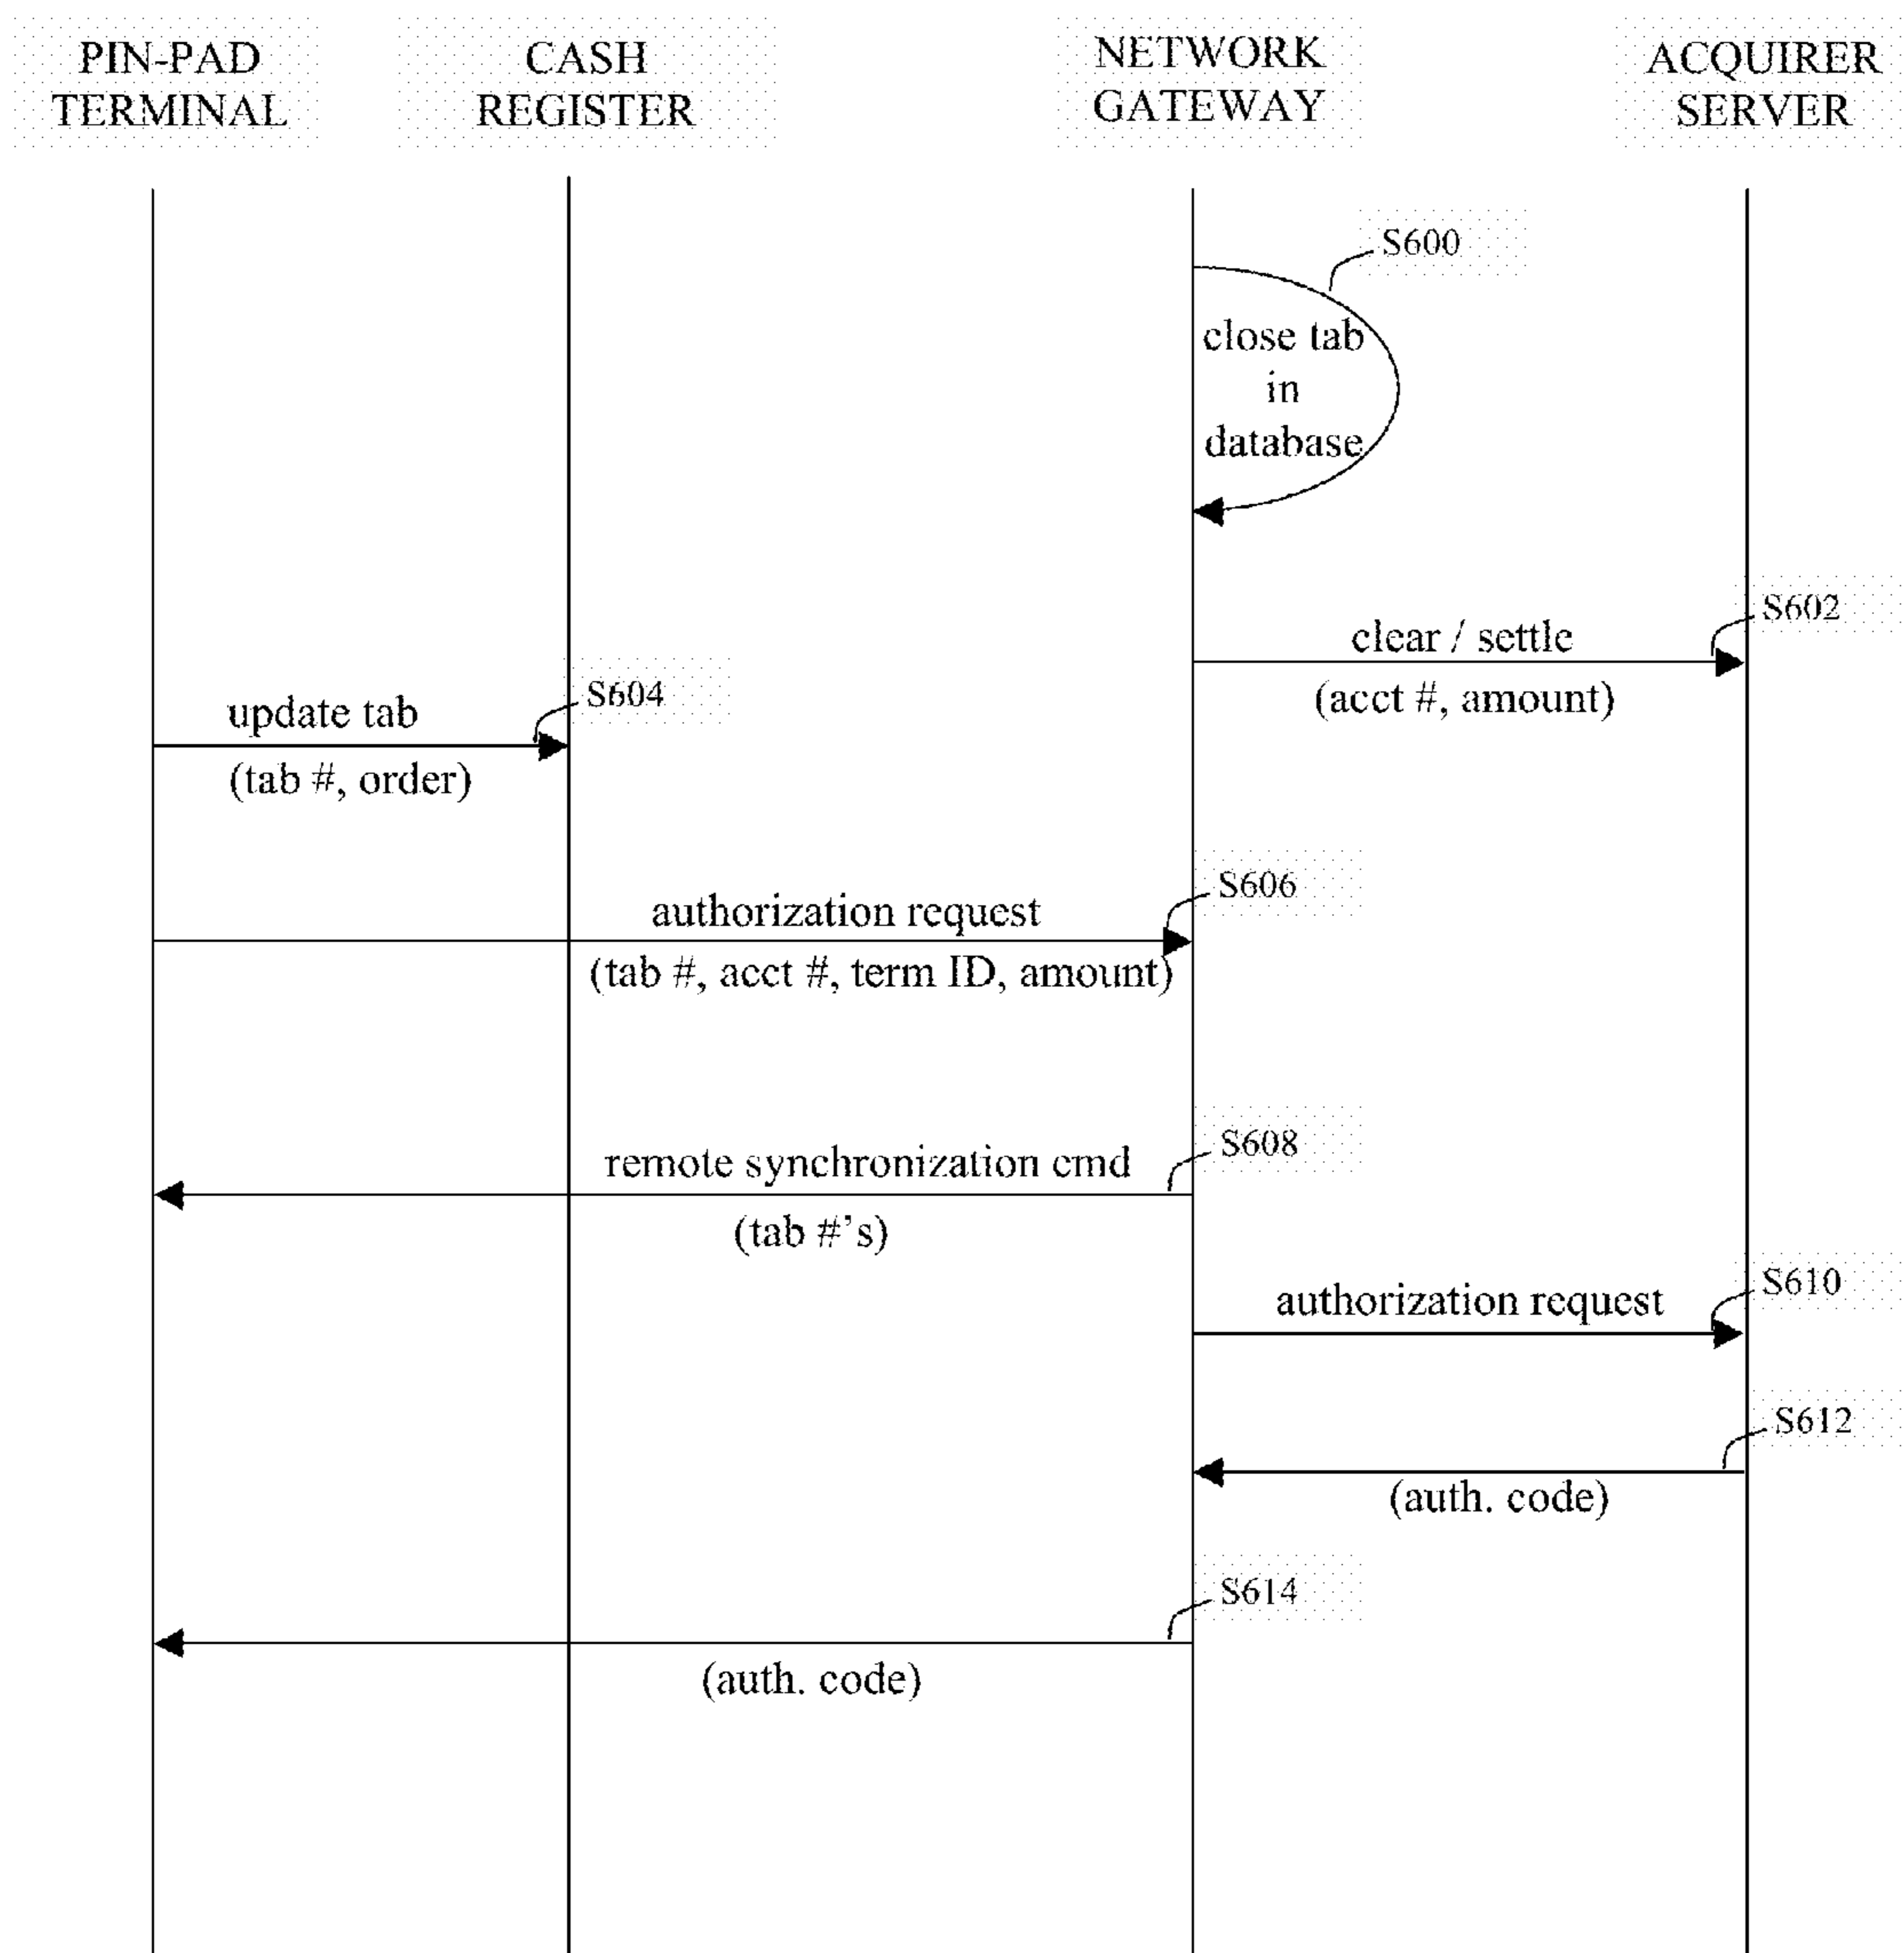 PIN-PAD
TERMINAL
CASH
REGISTER
NETWORK
GATEWAY
ACQUIRER
SERVER
S600
close tab
in
database
S602
clear / settle
(acct #, amount)
S604
update tab
(tab #, order)
S606
authorization request
(tab #, acct #, term ID, amount)
S608
remote synchronization cmd
(tab #’s)
S610
authorization request
S612
(auth. code)
S614
(auth. code)